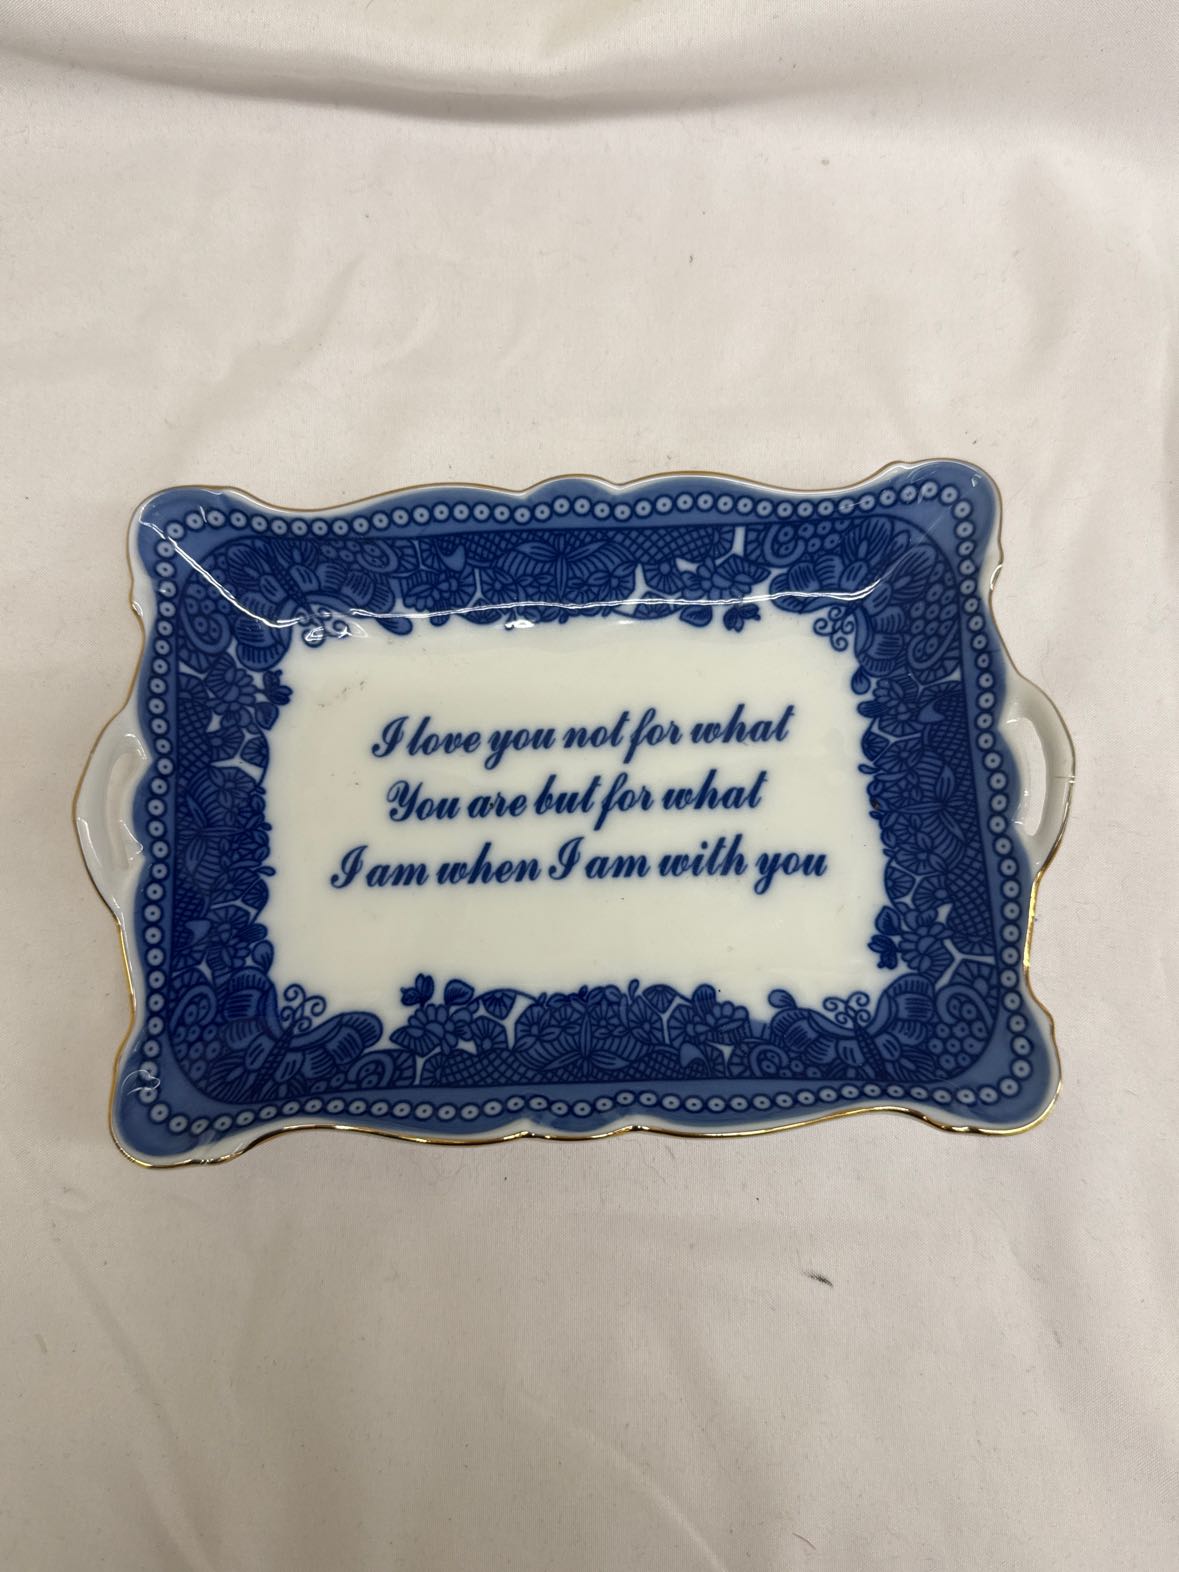 I love you not for what
You are but for what
I am when I am with you